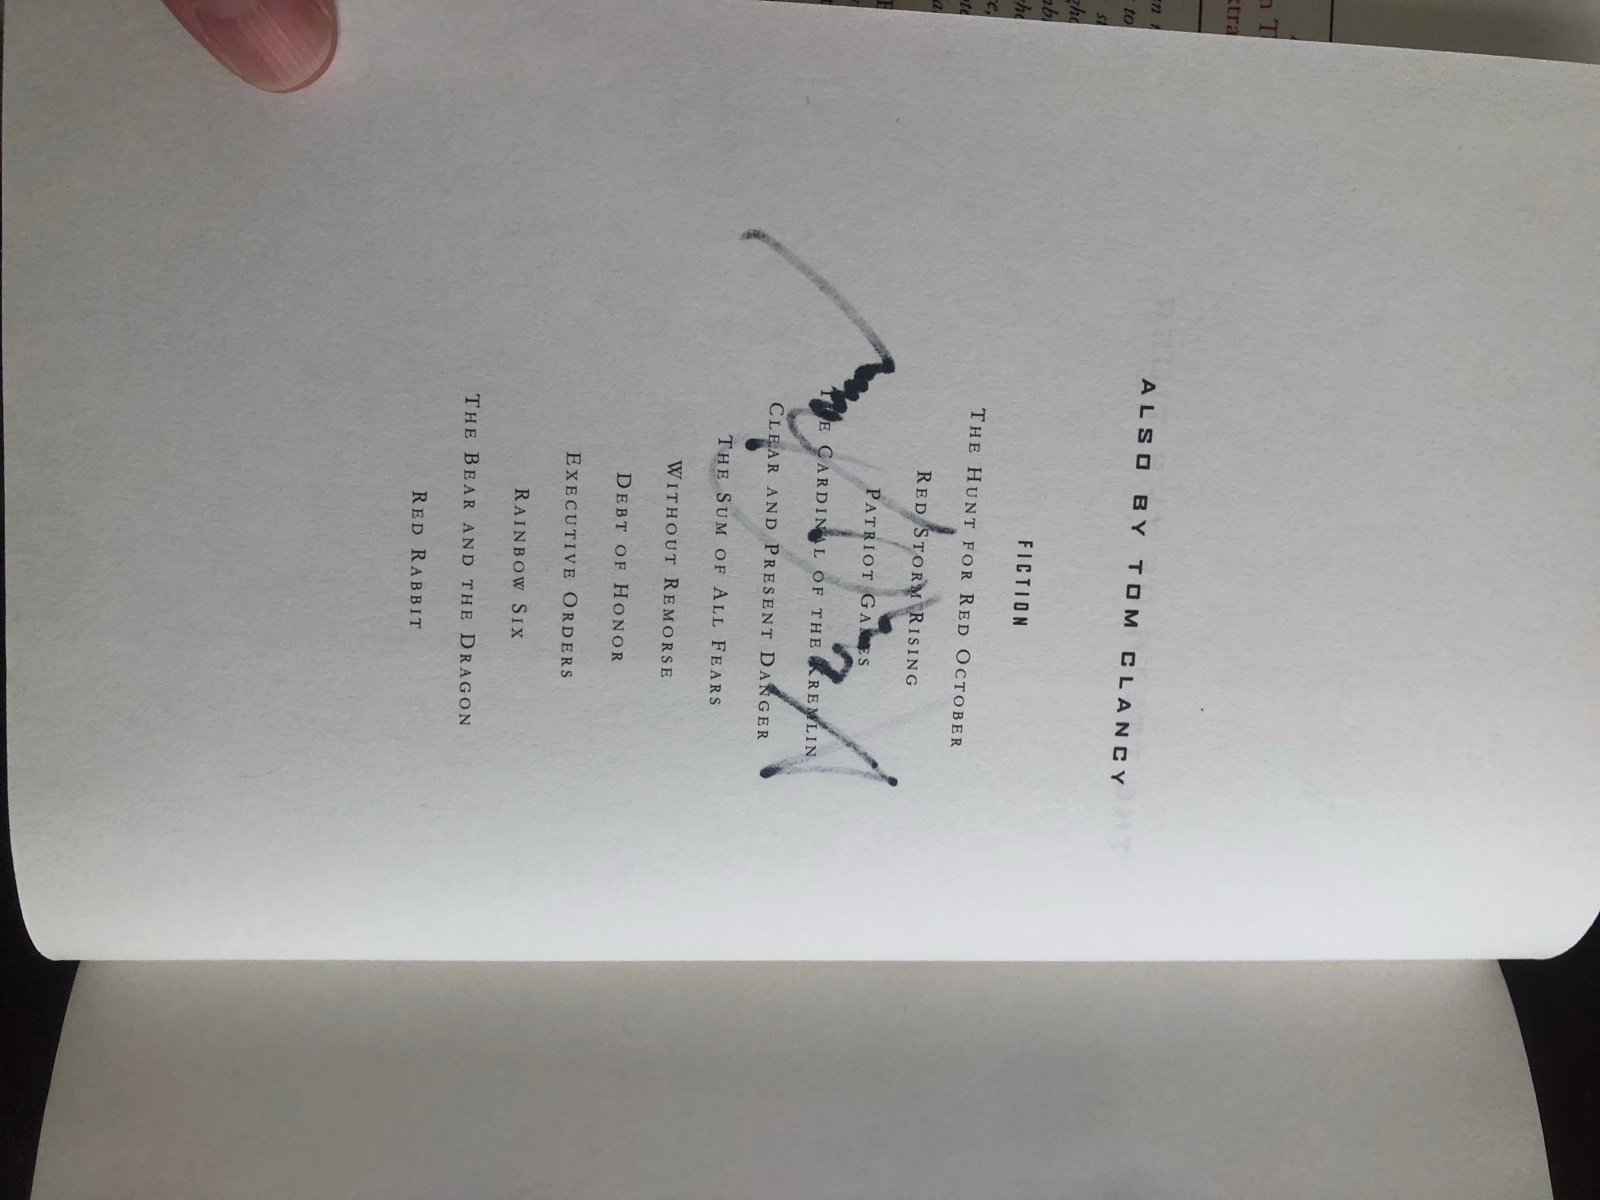 ALSO BY TOM CLANCY
FICTION
THE HUNT FOR RED OCTOBER
RED STORM RISING
PATRIOT GAMES
THE CARDINAL OF THE KREMLIN
CLEAR AND PRESENT DANGER
THE SUM OF ALL FEARS
WITHOUT REMORSE
DEBT OF HONOR
EXECUTIVE ORDERS
RAINBOW SIX
THE BEAR AND THE DRAGON
RED RABBIT